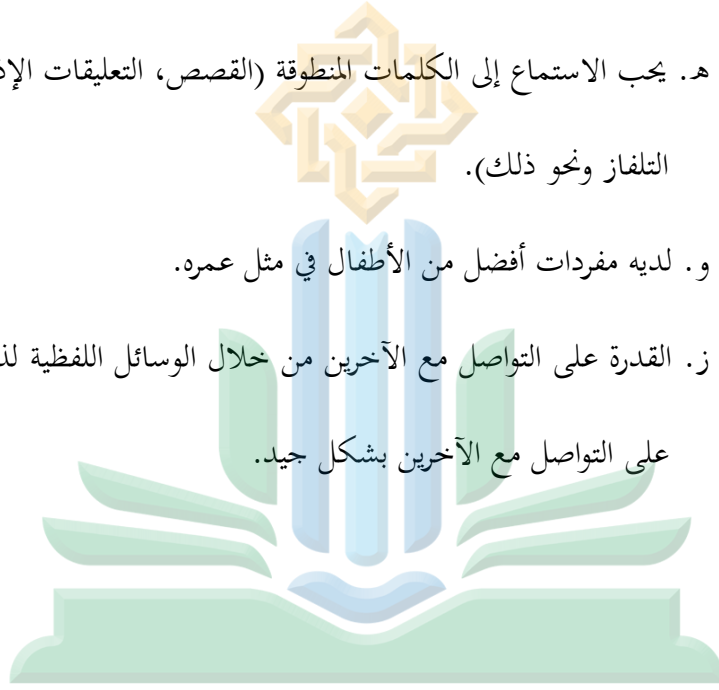 هـ. يحب الاستماع إلى الكلمات المنطوقة (القصص، التعليقات
التلفاز ونحو ذلك).
و. لديه مفردات أفضل من الأطفال في مثل عمره.
ز. القدرة على التواصل مع الآخرين من خلال الوسائل اللفظية
على التواصل مع الآخرين بشكل جيد.